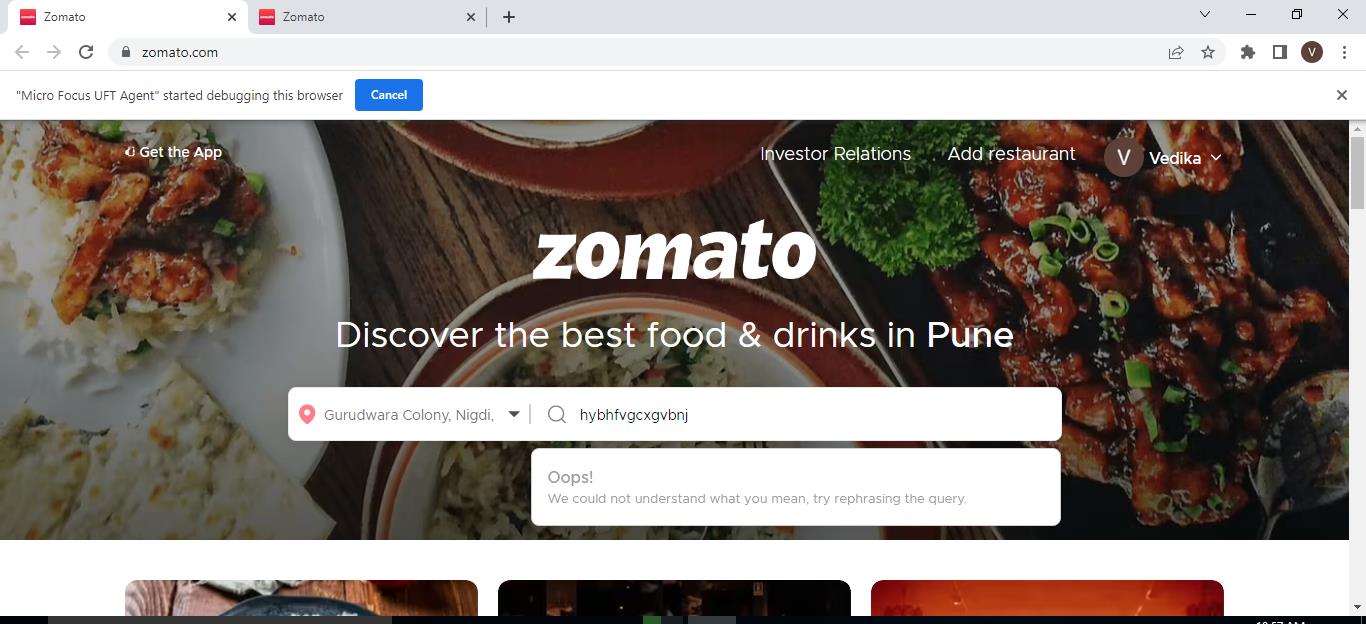 Zomato
Zomato
zomato.com
V
"Micro Focus UFT Agent" started debugging this browser
Cancel
Get the App
Investor Relations
Add restaurant
V
Vedika
zomato
Discover the best food & drinks in Pune
Gurudwara Colony, Nigdi,
hybhfvgcxgvbnj
Oops!
We could not understand what you mean, try rephrasing the query.